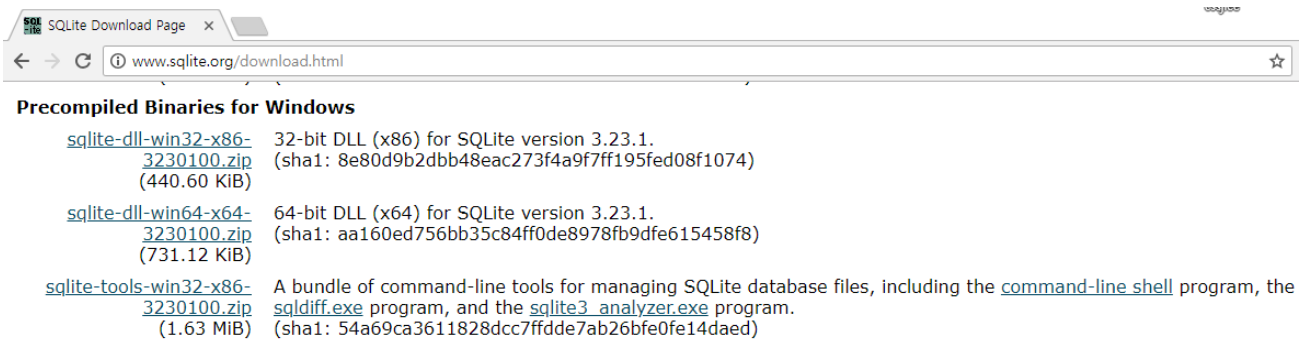 SQLite Download Page
www.sqlite.org/download.html
Precompiled Binaries for Windows
sqlite-dll-win32-x86- 32-bit DLL (x86) for SQLite version 3.23.1.
3230100.zip (sha1: 8e80d9b2dbb48eac273f4a9f7ff195fed08f1074)
(440.60 KiB)
sqlite-dll-win64-x64- 64-bit DLL (x64) for SQLite version 3.23.1.
3230100.zip (sha1: aa160ed756bb35c84ff0de8978fb9dfe615458f8)
(731.12 KiB)
sqlite-tools-win32-x86- A bundle of command-line tools for managing SQLite database files, including the command-line shell program, the
3230100.zip sqldiff.exe program, and the sqlite3_analyzer.exe program.
(1.63 MiB) (sha1: 54a69ca3611828dcc7ffdde7ab26bfe0fe14daed)